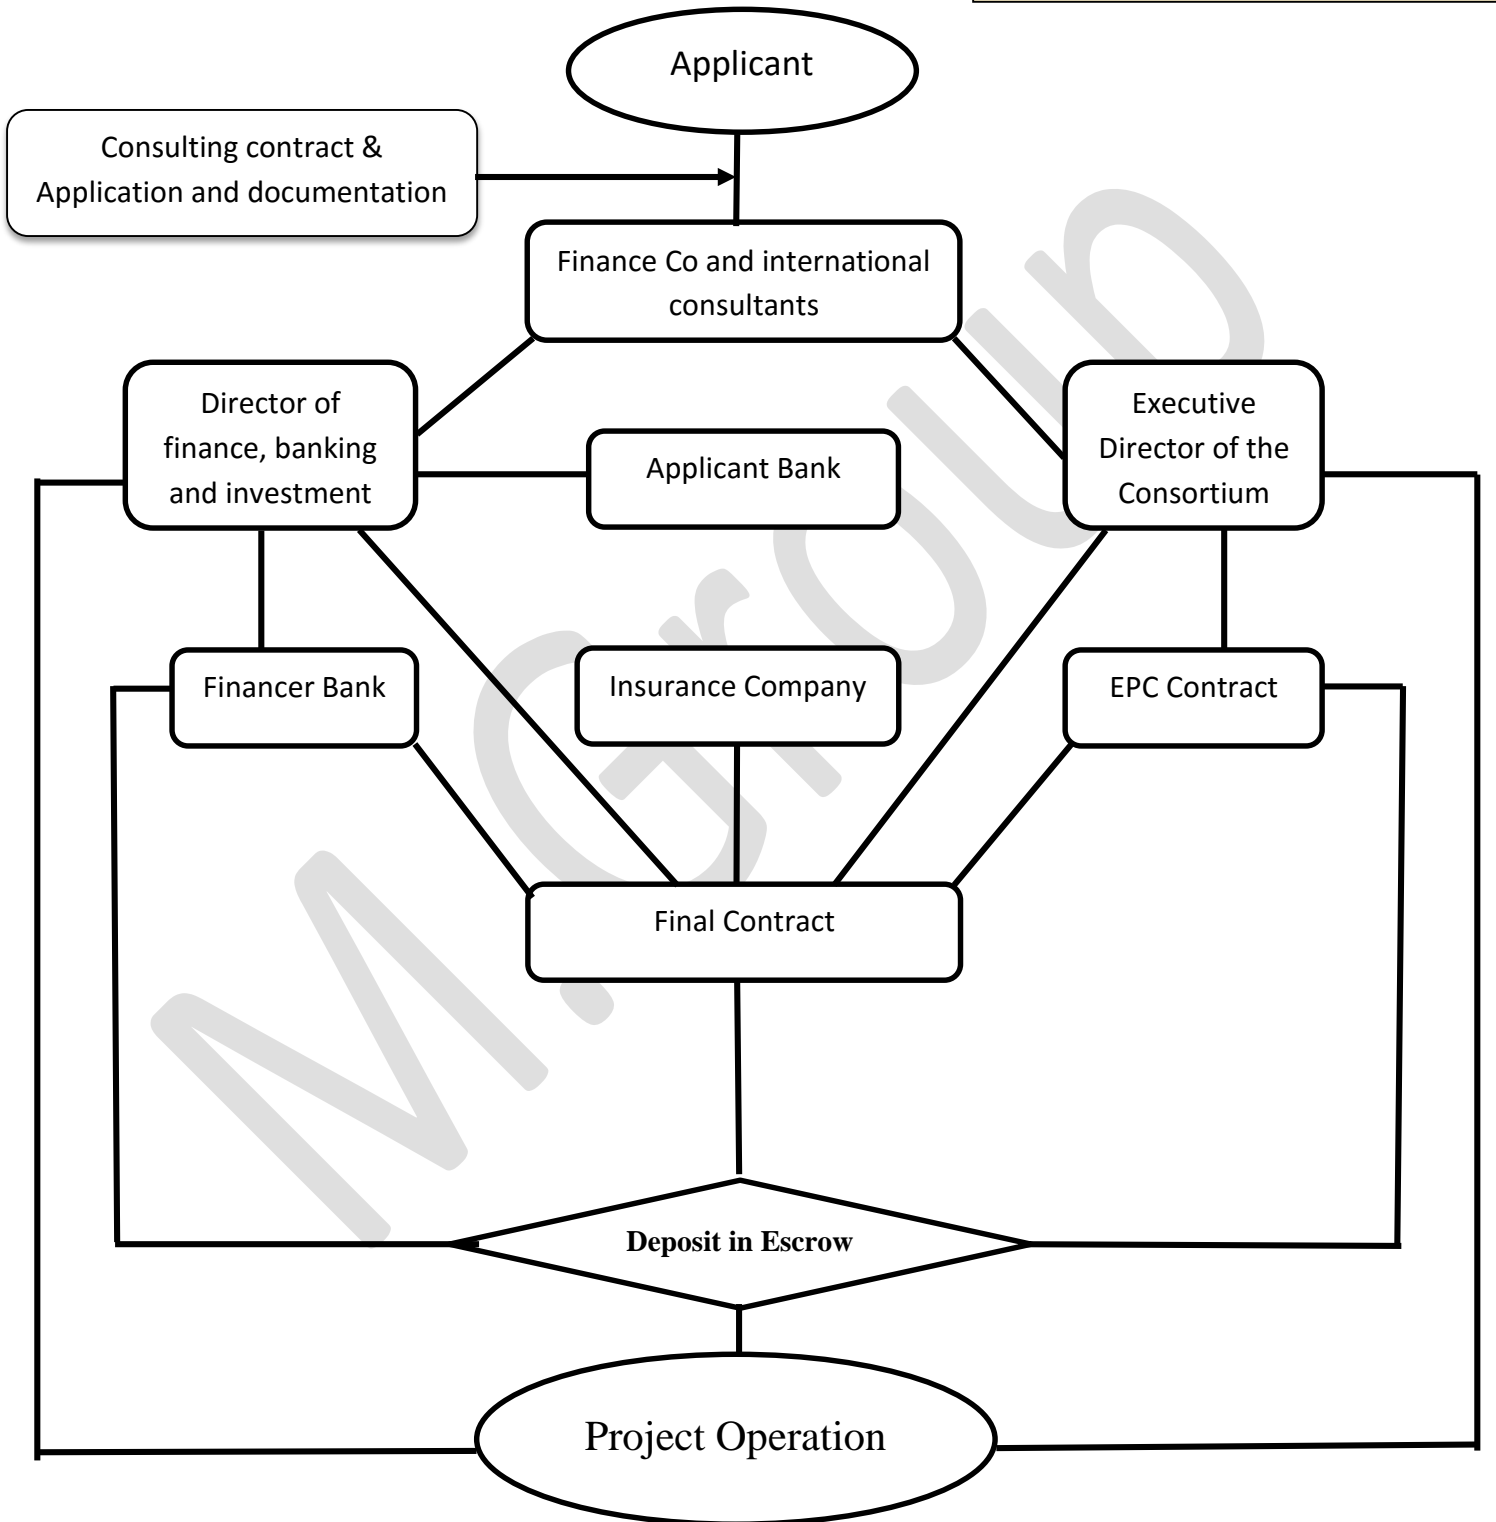 Applicant
Consulting contract &
Application and documentation
Finance Co and international
consultants
Director of
finance, banking
and investment
Applicant Bank
Executive
Director of the
Consortium
Financer Bank
Insurance Company
EPC Contract
Final Contract
Deposit in Escrow
Project Operation
M.Group